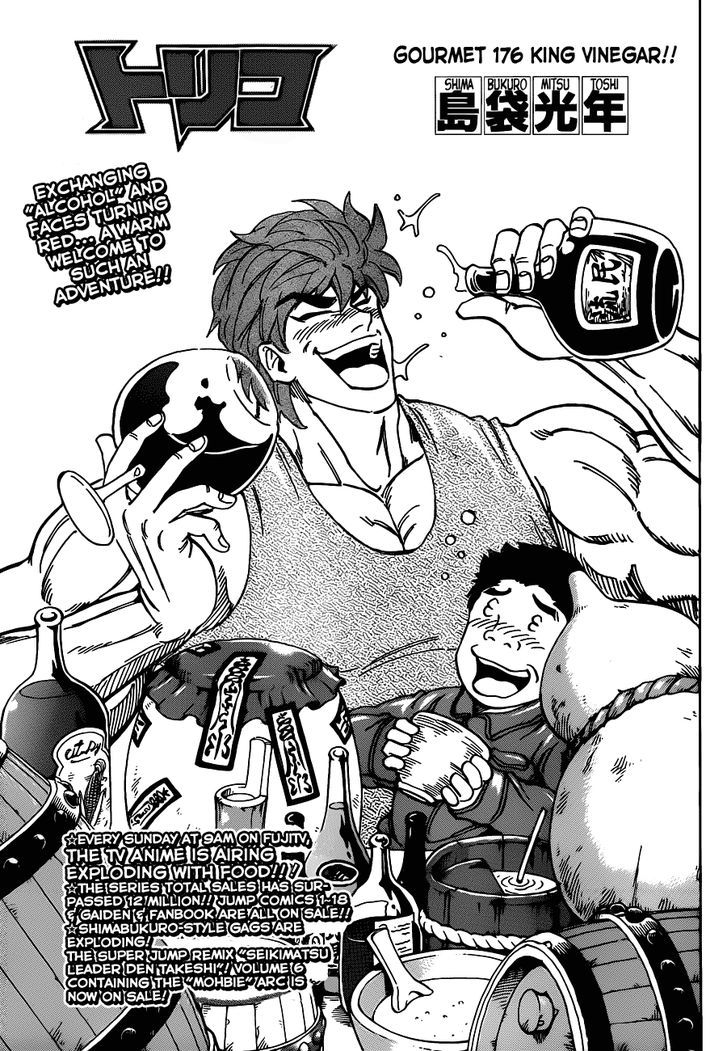 トリコ
GOURMET 176 KING VINEGAR!!
SHIMA BUKURO MITSU TOSHI
島袋光年
EXCHANGING
"ALCOHOL" AND
FACES TURNING
RED... A WARM
WELCOME TO
SUCH AN
ADVENTURE!!
☆EVERY SUNDAY AT 9AM ON FUJITV,
THE TV ANIME IS AIRING
EXPLODING WITH FOOD!!!
☆THE SERIES TOTAL SALES HAS SUR-
PASSED 12 MILLION!! JUMP COMICS 1-18
& GAIDEN & FANBOOK ARE ALL ON SALE!!
☆SHIMABUKURO-STYLE GAGS ARE
EXPLODING!
THE SUPER JUMP REMIX "SEIKIMATSU
LEADER DEN TAKESHI"! VOLUME 6
CONTAINING THE "MOHBIE" ARC IS
NOW ON SALE!